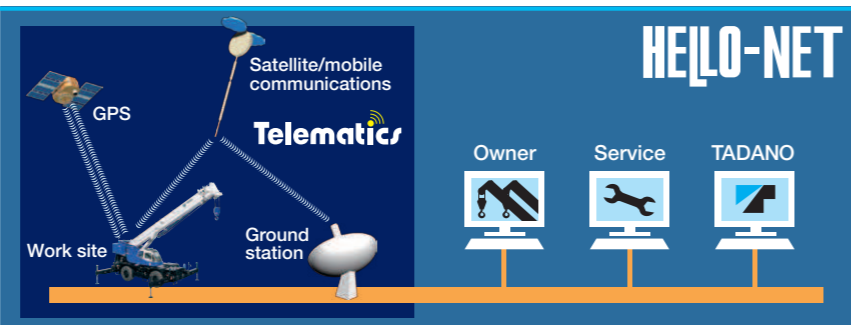 HELLO-NET
Satellite/mobile
communications
GPS
Telematics
Owner
Service
TADANO
Work site
Ground
station